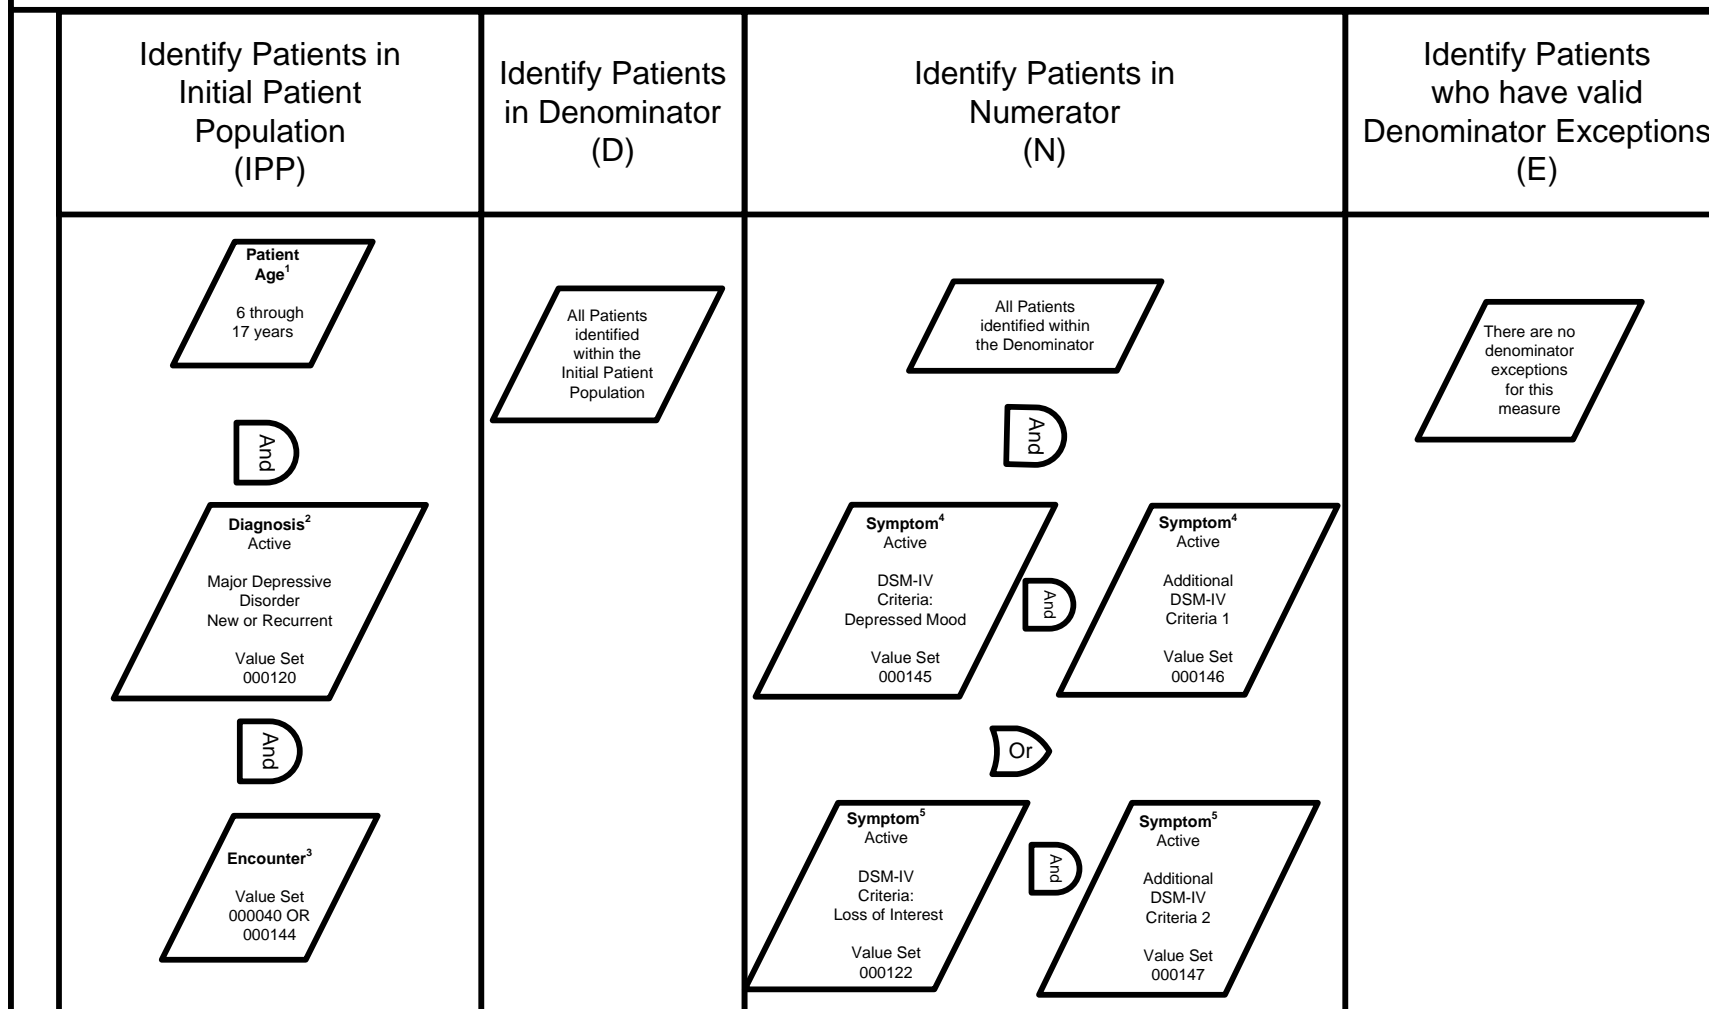 Identify Patients in
Initial Patient
Population
(IPP)
Identify Patients
in Denominator
(D)
Identify Patients in
Numerator
(N)
Identify Patients
who have valid
Denominator Exceptions
(E)
Patient
Age1
6 through
17 years
And
Diagnosis2
Active
Major Depressive
Disorder
New or Recurrent
Value Set
000120
And
Encounter3
Value Set
000040 OR
000144
All Patients
identified
within the
Initial Patient
Population
All Patients
identified within
the Denominator
And
Symptom4
Active
DSM-IV
Criteria:
Depressed Mood
Value Set
000145
And
Symptom4
Active
Additional
DSM-IV
Criteria 1
Value Set
000146
Or
Symptom5
Active
DSM-IV
Criteria:
Loss of Interest
Value Set
000122
And
Symptom5
Active
Additional
DSM-IV
Criteria 2
Value Set
000147
There are no
denominator
exceptions
for this
measure